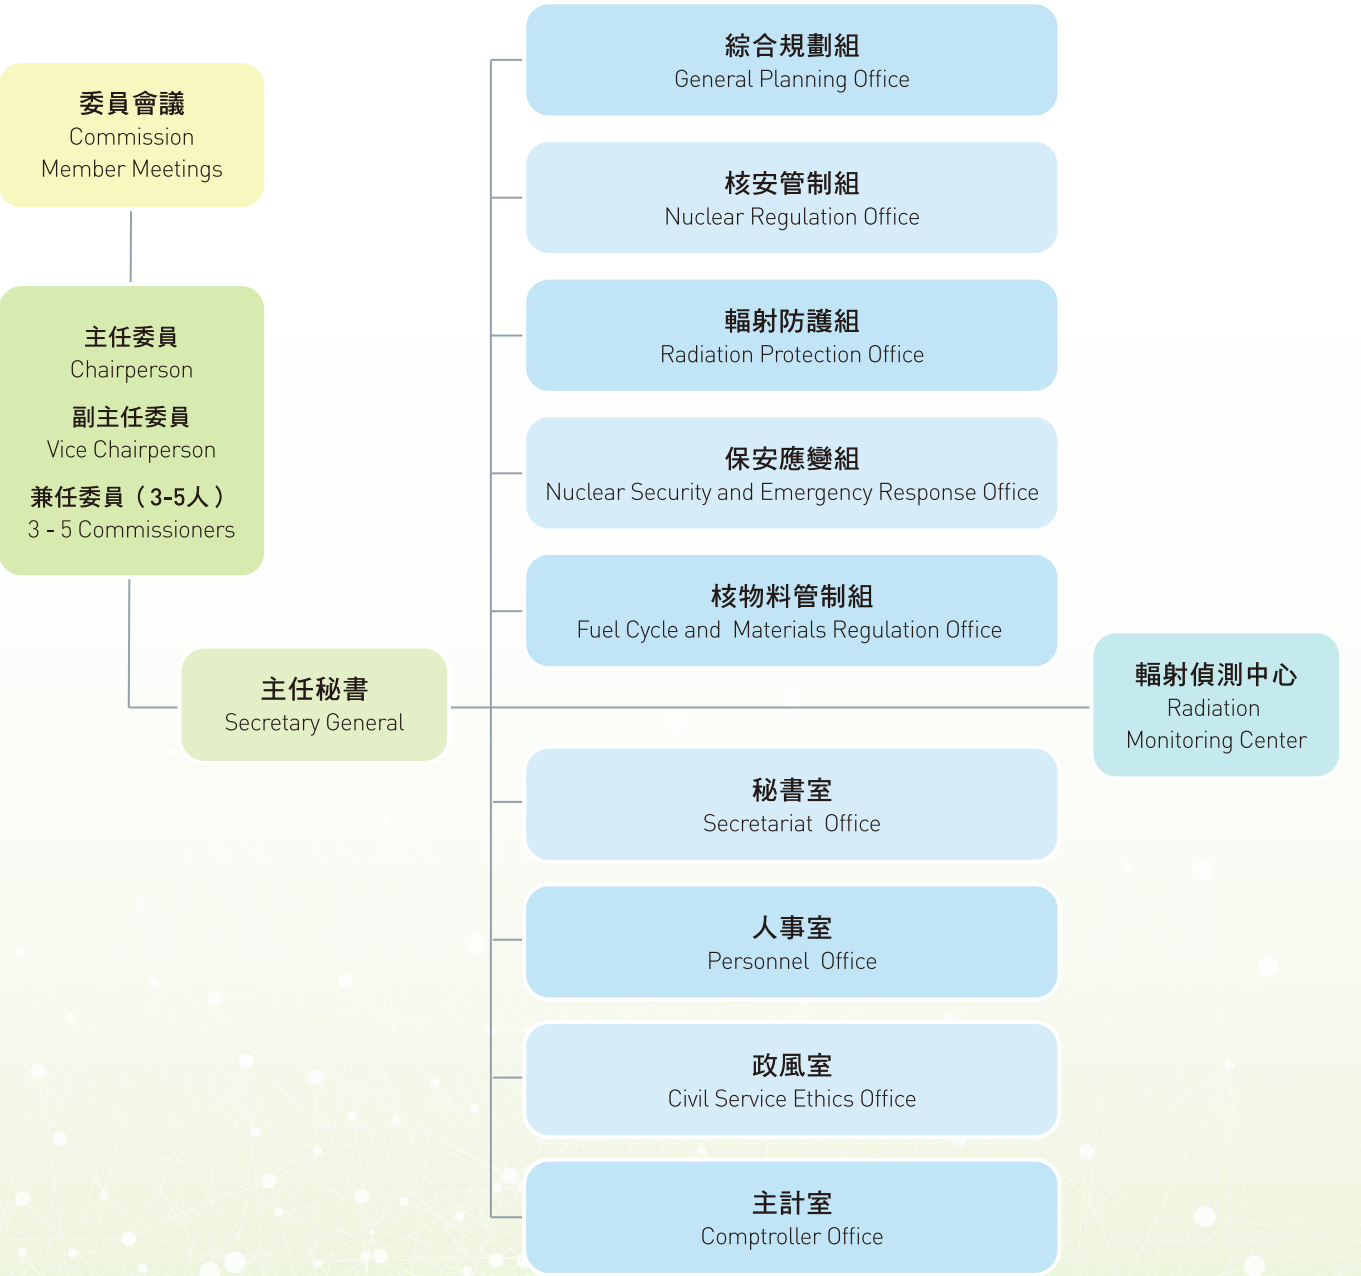 委員會議
Commission
Member Meetings
主任委員
Chairperson
副主任委員
Vice Chairperson
兼任委員（3-5人）
3 - 5 Commissioners
主任秘書
Secretary General
綜合規劃組
General Planning Office
核安管制組
Nuclear Regulation Office
輻射防護組
Radiation Protection Office
保安應變組
Nuclear Security and Emergency Response Office
核物料管制組
Fuel Cycle and Materials Regulation Office
輻射偵測中心
Radiation
Monitoring Center
秘書室
Secretariat Office
人事室
Personnel Office
政風室
Civil Service Ethics Office
主計室
Comptroller Office